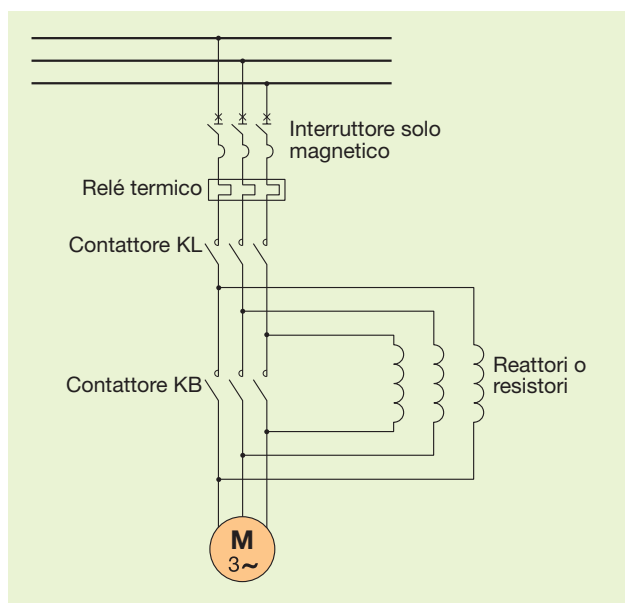 Interruttore solo
magnetico
Relé termico
Contattore KL
Contattore KB
Reattori o
resistori
M
3~